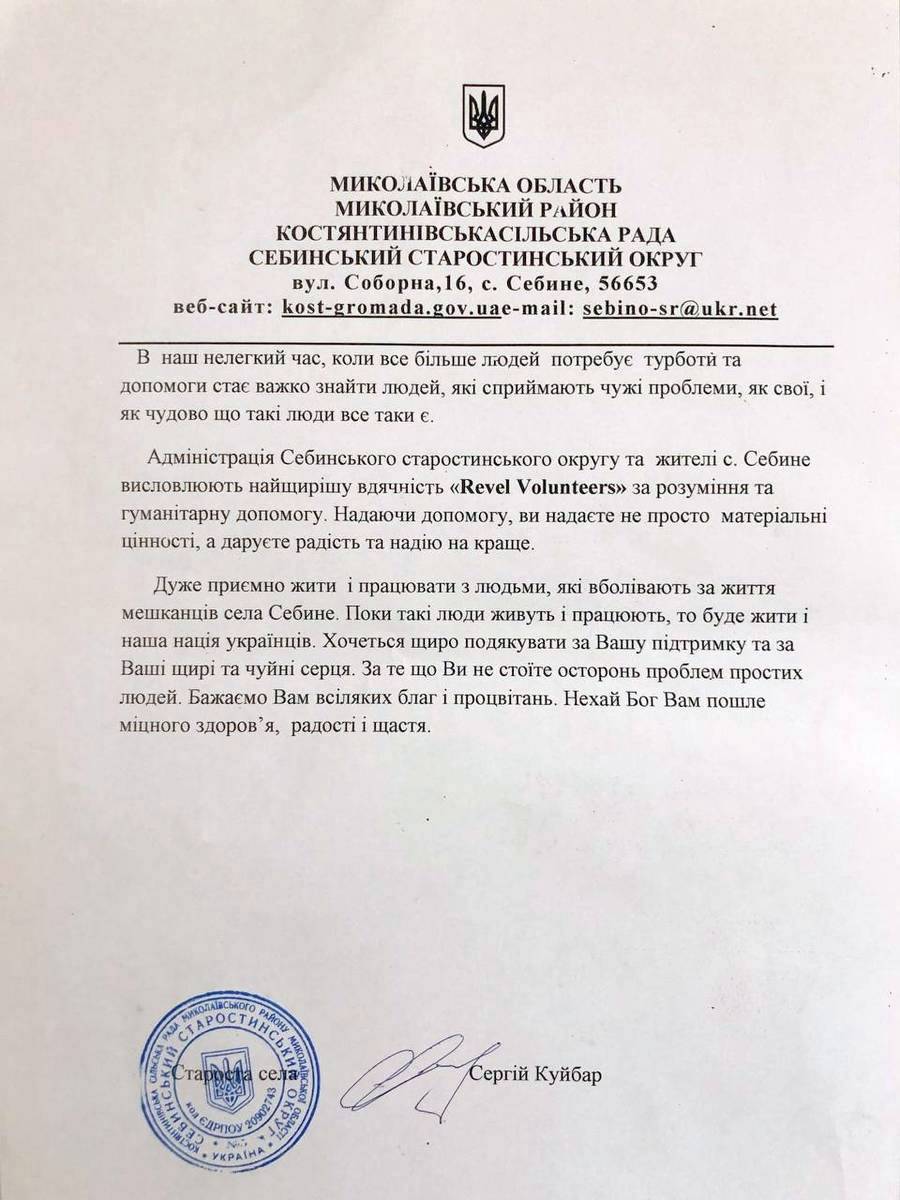 МИКОЛАЇВСЬКА ОБЛАСТЬ
МИКОЛАЇВСЬКИЙ РАЙОН
КОСТЯНТИНІВСЬКАСІЛЬСЬКА РАДА
СЕБИНСЬКИЙ СТАРОСТИНСЬКИЙ ОКРУГ
вул. Соборна,16, с. Себине, 56653
веб-сайт: kost-gromada.gov.uae-mail: sebino-sr@ukr.net
В наш нелегкий час, коли все більше людей потребує турботи та
допомоги стає важко знайти людей, які сприймають чужі проблеми, як свої, і
як чудово що такі люди все таки є.
Адміністрація Себинського старостинського округу та жителі с. Себине
висловлюють найщирішу вдячність «Revel Volunteers» за розуміння та
гуманітарну допомогу. Надаючи допомогу, ви надаєте не просто матеріальні
цінності, а даруєте радість та надію на краще.
Дуже приємно жити і працювати з людьми, які вболівають за життя
мешканців села Себине. Поки такі люди живуть і працюють, то буде жити і
наша нація українців. Хочеться щиро подякувати за Вашу підтримку та за
Ваші щирі та чуйні серця. За те що Ви не стоїте осторонь проблем простих
людей. Бажаємо Вам всіляких благ і процвітань. Нехай Бог Вам пошле
міцного здоров’я, радості і щастя.
Староста села Сергій Куйбар
КОСТЯНТИНІВСЬКА СІЛЬСЬКА РАДА МИКОЛАЇВСЬКОГО РАЙОНУ МИКОЛАЇВСЬКОЇ ОБЛАСТІ
СЕБИНСЬКИЙ СТАРОСТИНСЬКИЙ ОКРУГ
код ЄДРПОУ 20902743
* УКРАЇНА *